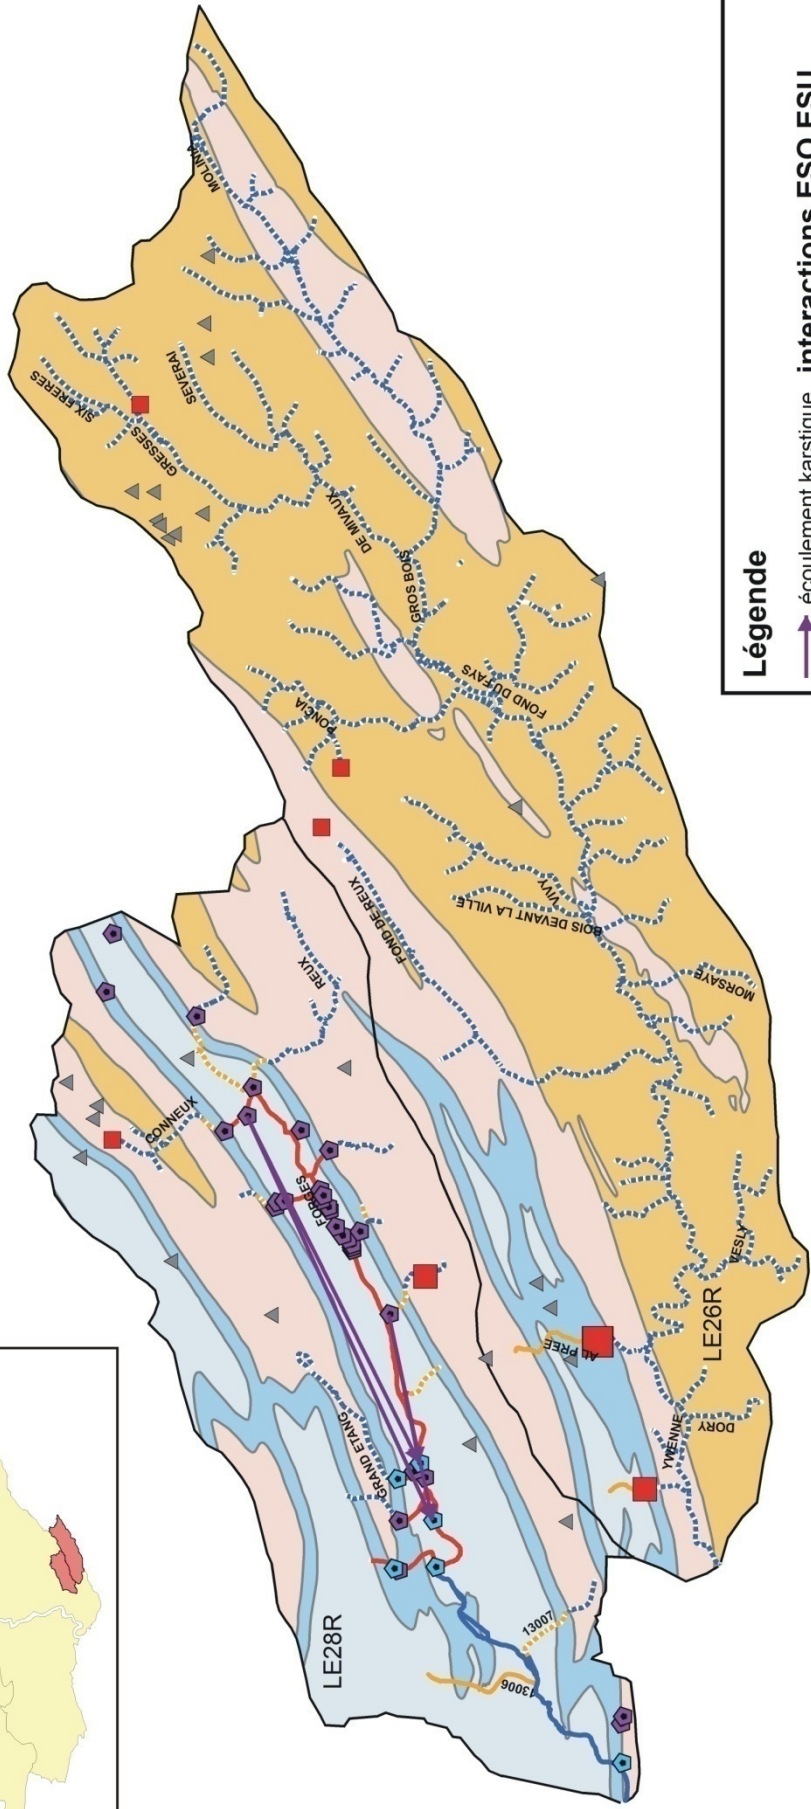 MOLINIA
SIX FRERES
GRESSES
SEVERAI
DE MIVAUX
GROS BOIS
PONCIA
FOND DU FAYS
FOND DE REUX
VIVY
BOIS DEVANT LA VILLE
REUX
MORSAYE
CONNEUX
FORGES
VESLY
LE26R
AL PREE
DORY
YWENNE
GRAND ETANG
LE28R
13007
13006
Légende
écoulement karstique
interactions ESO ESU